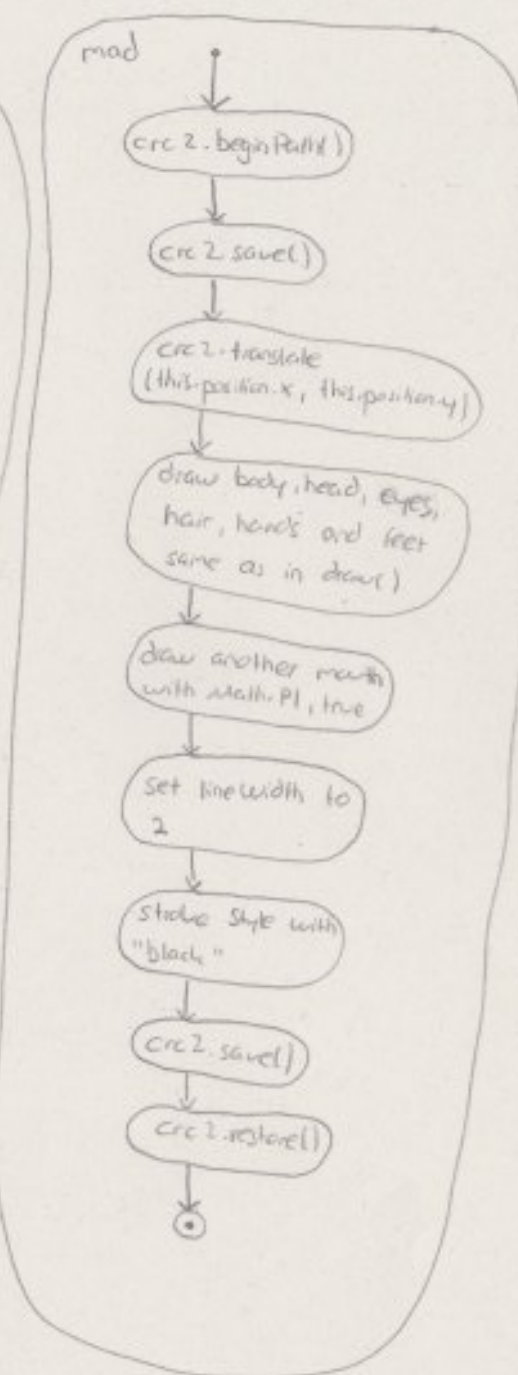 mad
crc2.beginPath()
crc2.save()
crc2.translate
(this.position.x, this.position.y)
draw body, head, eyes,
hair, hands and feet
same as in draw()
draw another mouth
with Math.PI, true
set linewidth to
2
stroke style with
"black"
crc2.save()
crc2.restore()